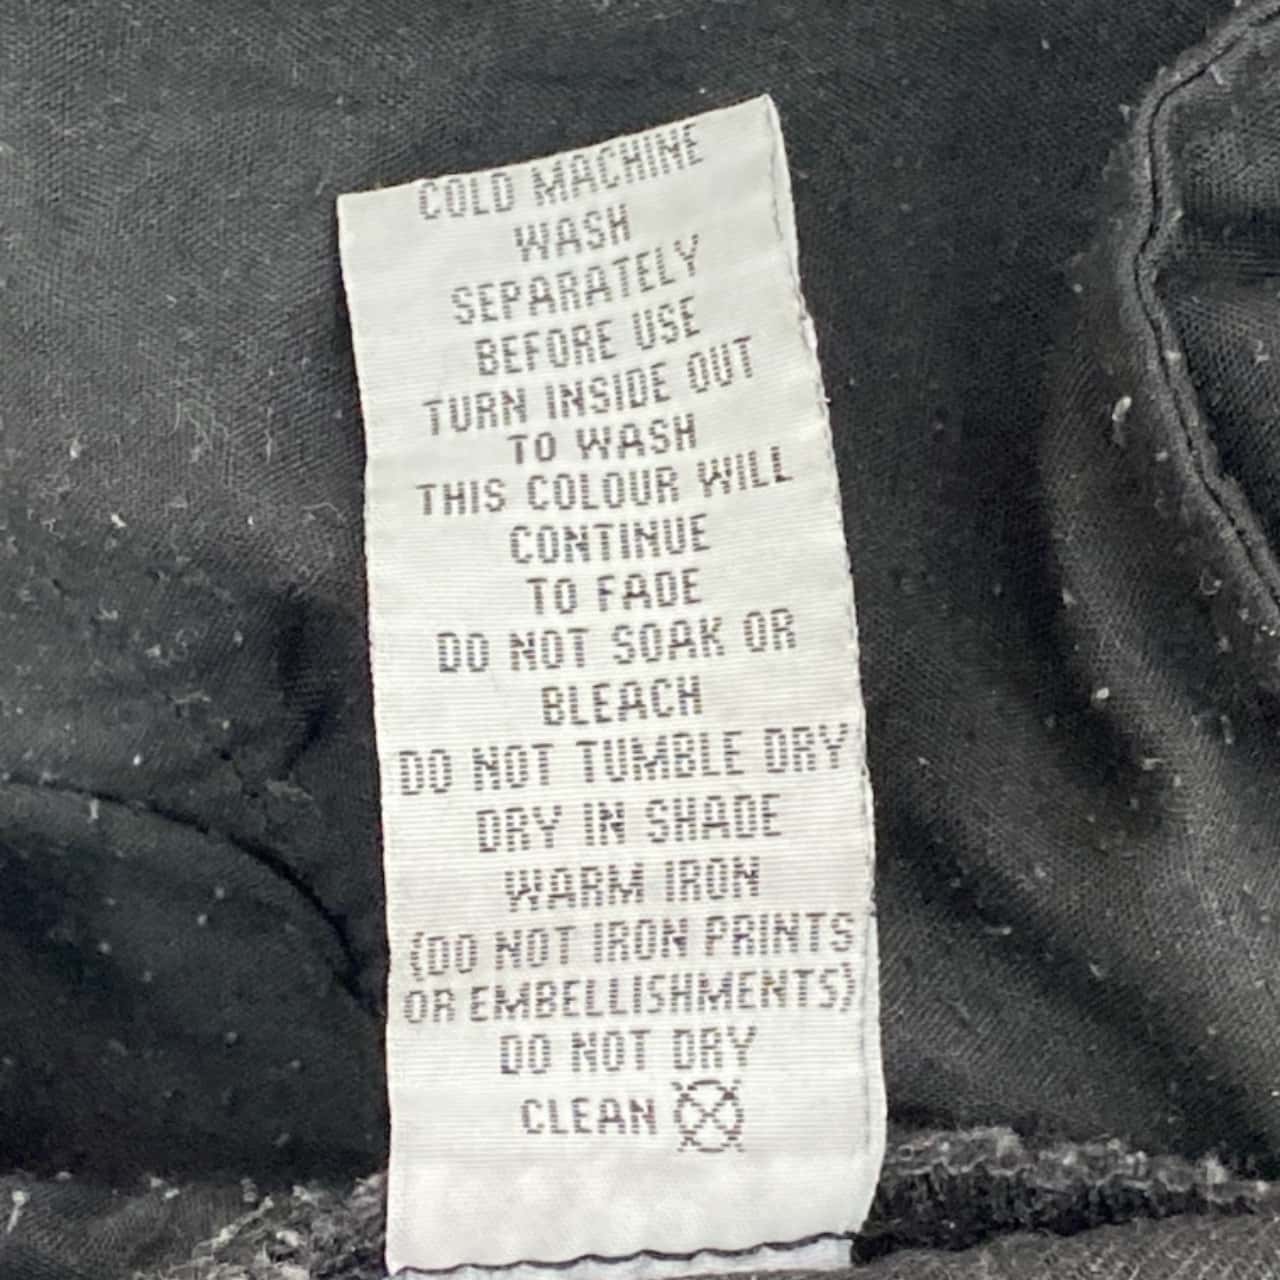 COLD MACHINE
WASH
SEPARATELY
BEFORE USE
TURN INSIDE OUT
TO WASH
THIS COLOUR WILL
CONTINUE
TO FADE
DO NOT SOAK OR
BLEACH
DO NOT TUMBLE DRY
DRY IN SHADE
WARM IRON
(DO NOT IRON PRINTS
OR EMBELLISHMENTS)
DO NOT DRY
CLEAN